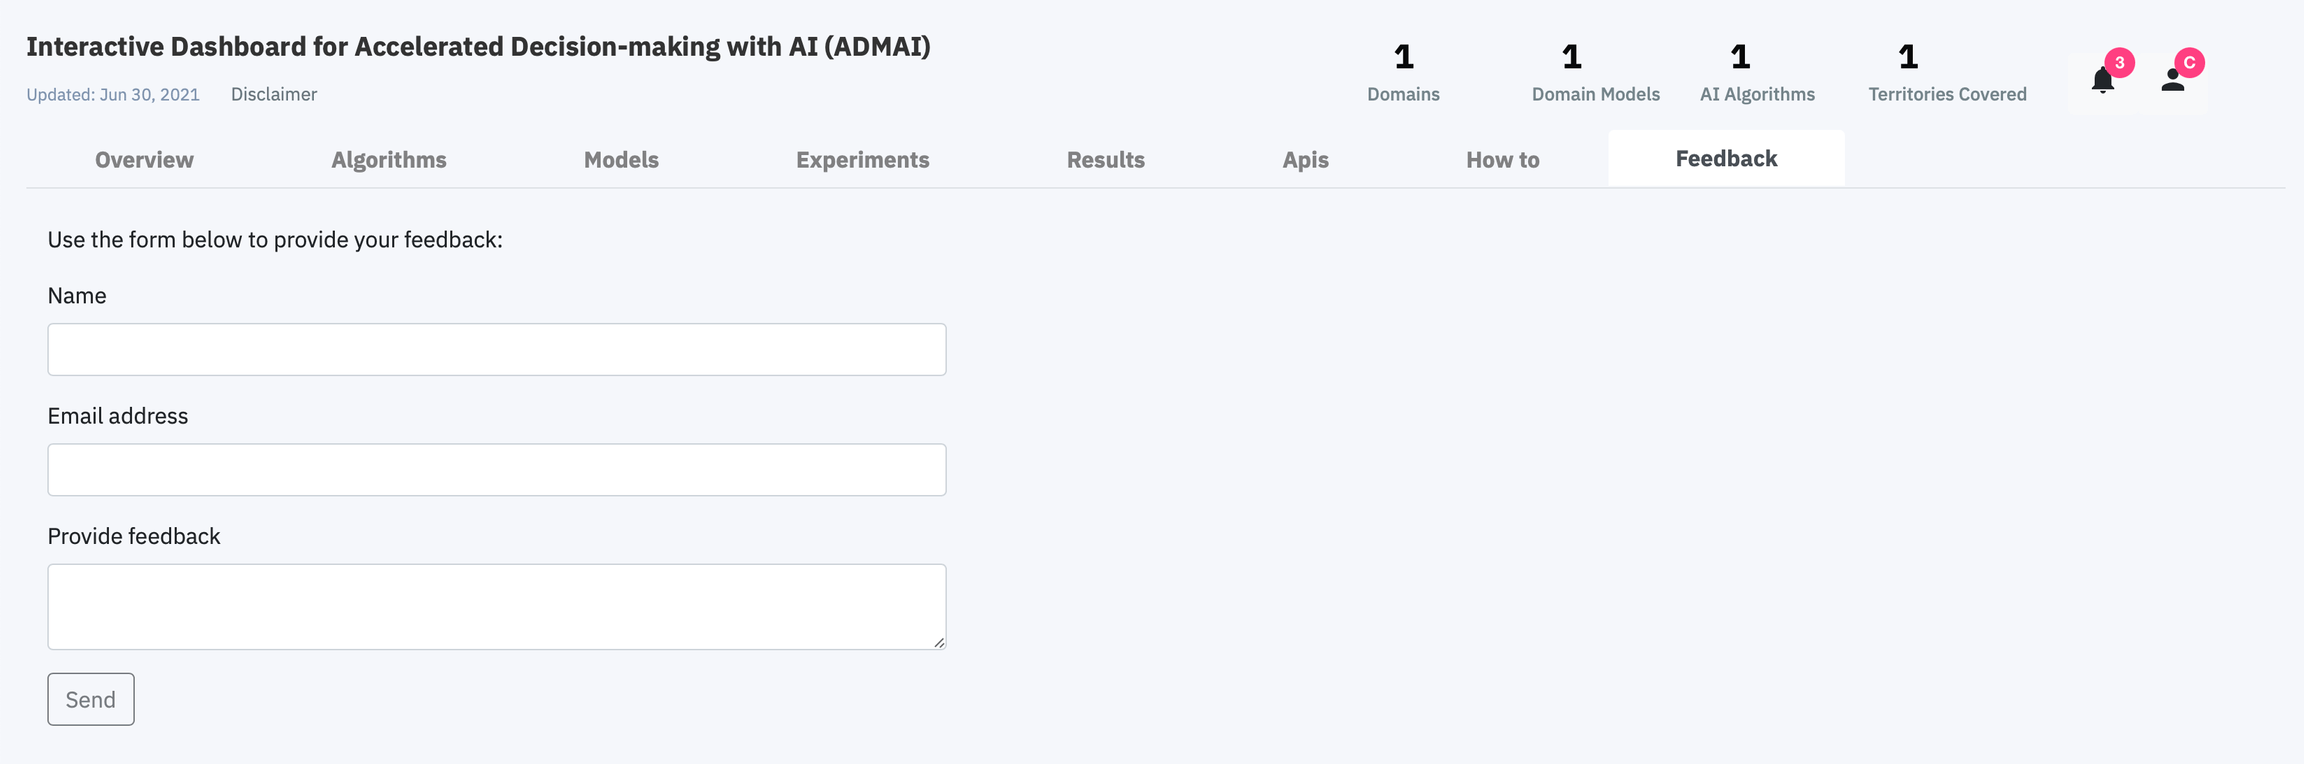 Interactive Dashboard for Accelerated Decision-making with AI (ADMAI)
Updated: Jun 30, 2021 Disclaimer
1 1 1 1
Domains Domain Models AI Algorithms Territories Covered
3 C
Overview Algorithms Models Experiments Results Apis How to Feedback
Use the form below to provide your feedback:
Name
Email address
Provide feedback
Send